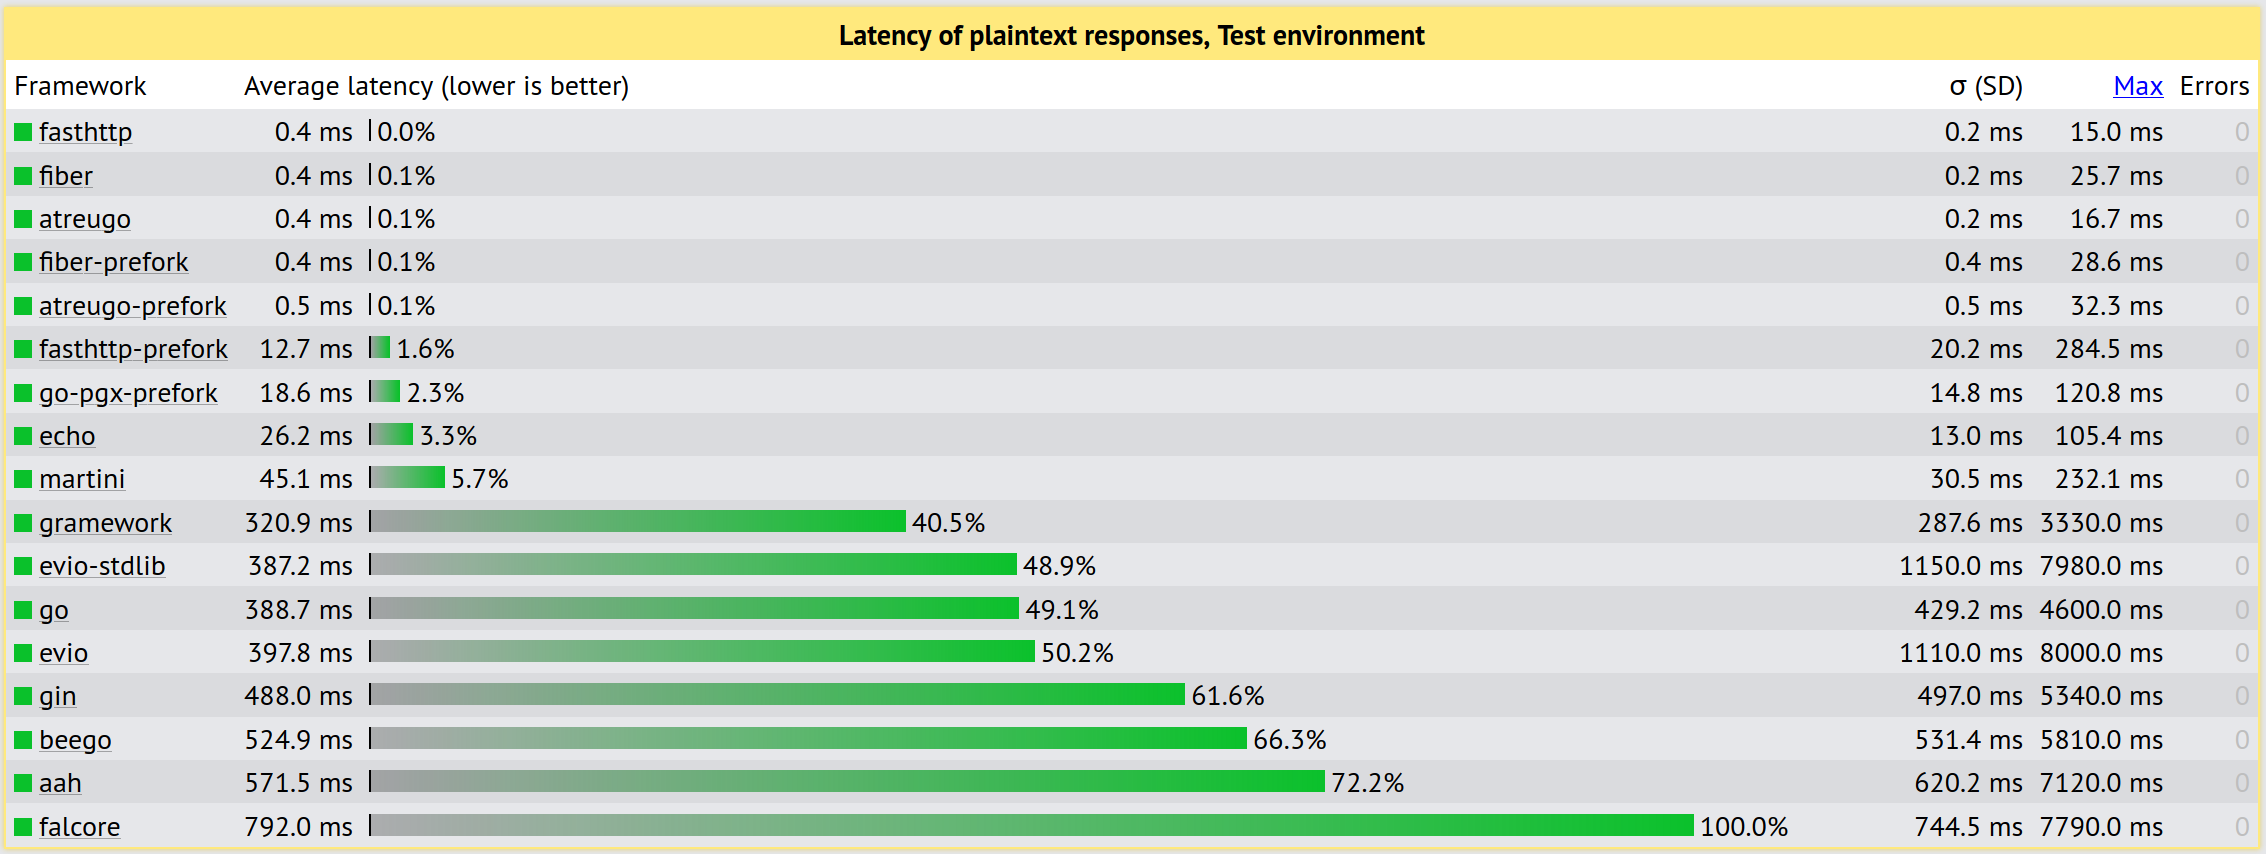 Latency of plaintext responses, Test environment
Framework Average latency (lower is better) σ (SD) Max Errors
fasthttp 0.4 ms 0.0% 0.2 ms 15.0 ms 0
fiber 0.4 ms 0.1% 0.2 ms 25.7 ms 0
atreugo 0.4 ms 0.1% 0.2 ms 16.7 ms 0
fiber-prefork 0.4 ms 0.1% 0.4 ms 28.6 ms 0
atreugo-prefork 0.5 ms 0.1% 0.5 ms 32.3 ms 0
fasthttp-prefork 12.7 ms 1.6% 20.2 ms 284.5 ms 0
go-pgx-prefork 18.6 ms 2.3% 14.8 ms 120.8 ms 0
echo 26.2 ms 3.3% 13.0 ms 105.4 ms 0
martini 45.1 ms 5.7% 30.5 ms 232.1 ms 0
gramework 320.9 ms 40.5% 287.6 ms 3330.0 ms 0
evio-stdlib 387.2 ms 48.9% 1150.0 ms 7980.0 ms 0
go 388.7 ms 49.1% 429.2 ms 4600.0 ms 0
evio 397.8 ms 50.2% 1110.0 ms 8000.0 ms 0
gin 488.0 ms 61.6% 497.0 ms 5340.0 ms 0
beego 524.9 ms 66.3% 531.4 ms 5810.0 ms 0
aah 571.5 ms 72.2% 620.2 ms 7120.0 ms 0
falcore 792.0 ms 100.0% 744.5 ms 7790.0 ms 0